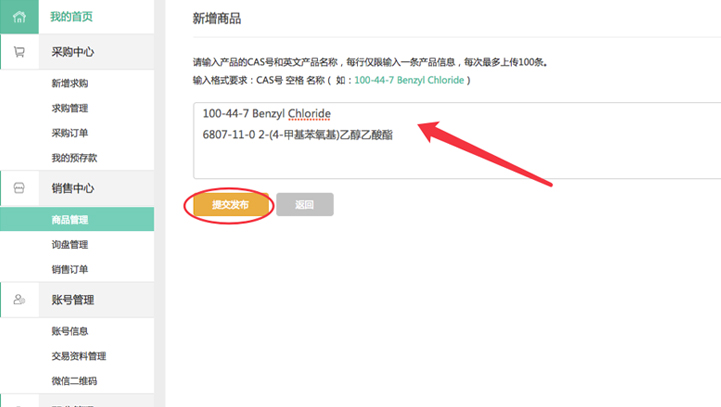 我的首页
采购中心
新增求购
求购管理
采购订单
我的预存款
销售中心
商品管理
询盘管理
销售订单
账号管理
账号信息
交易资料管理
微信二维码
新增商品
请输入产品的CAS号和英文产品名称，每行仅限输入一条产品信息，每次最多上传100条。
输入格式要求：CAS号 空格 名称（ 如：100-44-7 Benzyl Chloride ）
100-44-7 Benzyl Chloride
6807-11-0 2-(4-甲基苯氧基)乙醇乙酸酯
提交发布
返回